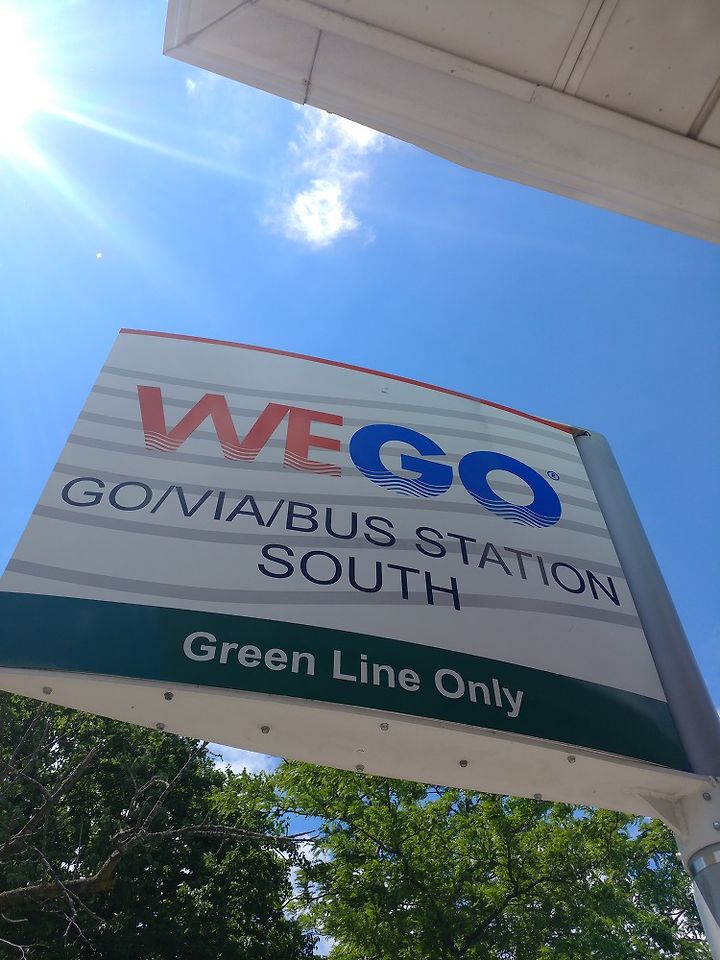 WEGO®
GO/VIA/BUS STATION
SOUTH
Green Line Only